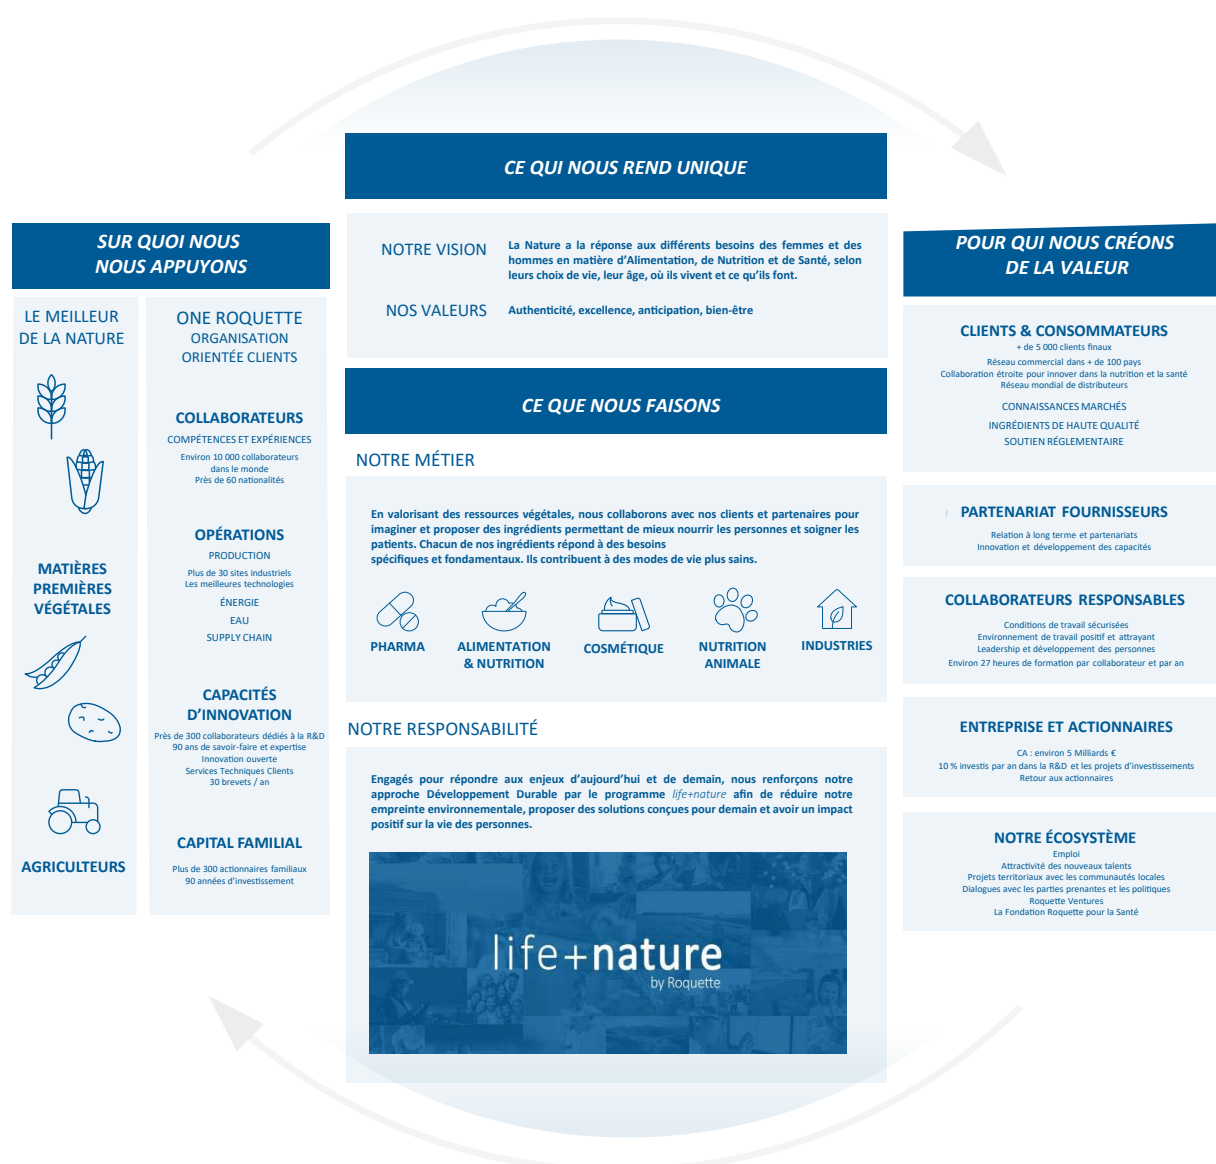 CE QUI NOUS REND UNIQUE
NOTRE VISION
La Nature a la réponse aux différents besoins des femmes et des
hommes en matière d'Alimentation, de Nutrition et de Santé, selon
leurs choix de vie, leur âge, où ils vivent et ce qu'ils font.
NOS VALEURS
Authenticité, excellence, anticipation, bien-être
SUR QUOI NOUS
NOUS APPUYONS
LE MEILLEUR
DE LA NATURE
MATIÈRES
PREMIÈRES
VÉGÉTALES
AGRICULTEURS
ONE ROQUETTE
ORGANISATION
ORIENTÉE CLIENTS
COLLABORATEURS
COMPÉTENCES ET EXPÉRIENCES
Environ 10 000 collaborateurs
dans le monde
Près de 60 nationalités
OPÉRATIONS
PRODUCTION
Plus de 30 sites industriels
Les meilleures technologies
ÉNERGIE
EAU
SUPPLY CHAIN
CAPACITÉS
D'INNOVATION
Près de 300 collaborateurs dédiés à la R&D
90 ans de savoir-faire et expertise
Innovation ouverte
Services Techniques Clients
30 brevets / an
CAPITAL FAMILIAL
Plus de 300 actionnaires familiaux
90 années d'investissement
CE QUE NOUS FAISONS
NOTRE MÉTIER
En valorisant des ressources végétales, nous collaborons avec nos clients et partenaires pour
imaginer et proposer des ingrédients permettant de mieux nourrir les personnes et soigner les
patients. Chacun de nos ingrédients répond à des besoins
spécifiques et fondamentaux. Ils contribuent à des modes de vie plus sains.
PHARMA
ALIMENTATION
& NUTRITION
COSMÉTIQUE
NUTRITION
ANIMALE
INDUSTRIES
NOTRE RESPONSABILITÉ
Engagés pour répondre aux enjeux d'aujourd'hui et de demain, nous renforçons notre
approche Développement Durable par le programme life+nature afin de réduire notre
empreinte environnementale, proposer des solutions conçues pour demain et avoir un impact
positif sur la vie des personnes.
life+nature
by Roquette
POUR QUI NOUS CRÉONS
DE LA VALEUR
CLIENTS & CONSOMMATEURS
+ de 5 000 clients finaux
Réseau commercial dans + de 100 pays
Collaboration étroite pour innover dans la nutrition et la santé
Réseau mondial de distributeurs
CONNAISSANCES MARCHÉS
INGRÉDIENTS DE HAUTE QUALITÉ
SOUTIEN RÉGLEMENTAIRE
PARTENARIAT FOURNISSEURS
Relation à long terme et partenariats
Innovation et développement des capacités
COLLABORATEURS RESPONSABLES
Conditions de travail sécurisées
Environnement de travail positif et attrayant
Leadership et développement des personnes
Environ 27 heures de formation par collaborateur et par an
ENTREPRISE ET ACTIONNAIRES
CA : environ 5 Milliards €
10 % investis par an dans la R&D et les projets d'investissements
Retour aux actionnaires
NOTRE ÉCOSYSTÈME
Emploi
Attractivité des nouveaux talents
Projets territoriaux avec les communautés locales
Dialogues avec les parties prenantes et les politiques
Roquette Ventures
La Fondation Roquette pour la Santé